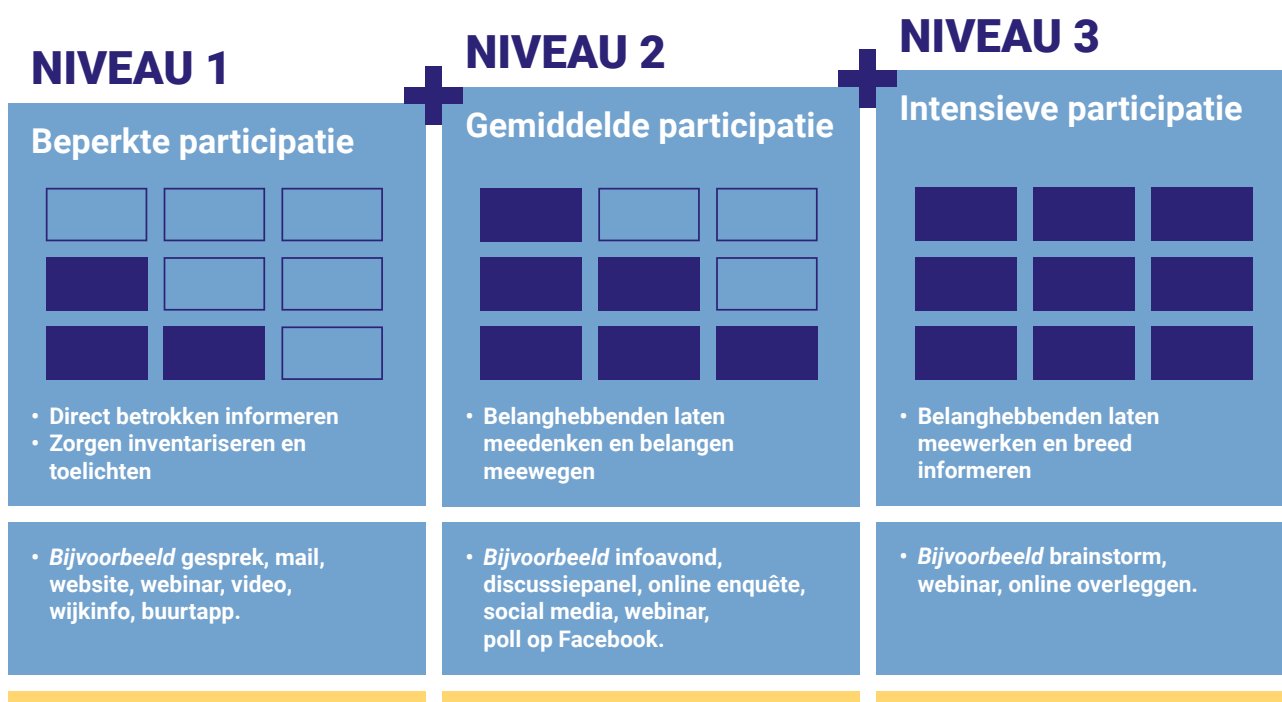 NIVEAU 1
Beperkte participatie
• Direct betrokken informeren
• Zorgen inventariseren en
toelichten
• Bijvoorbeeld gesprek, mail,
website, webinar, video,
wijkinfo, buurtapp.
NIVEAU 2
Gemiddelde participatie
• Belanghebbenden laten
meedenken en belangen
meewegen
• Bijvoorbeeld infoavond,
discussiepanel, online enquête,
social media, webinar,
poll op Facebook.
NIVEAU 3
Intensieve participatie
• Belanghebbenden laten
meewerken en breed
informeren
• Bijvoorbeeld brainstorm,
webinar, online overleggen.